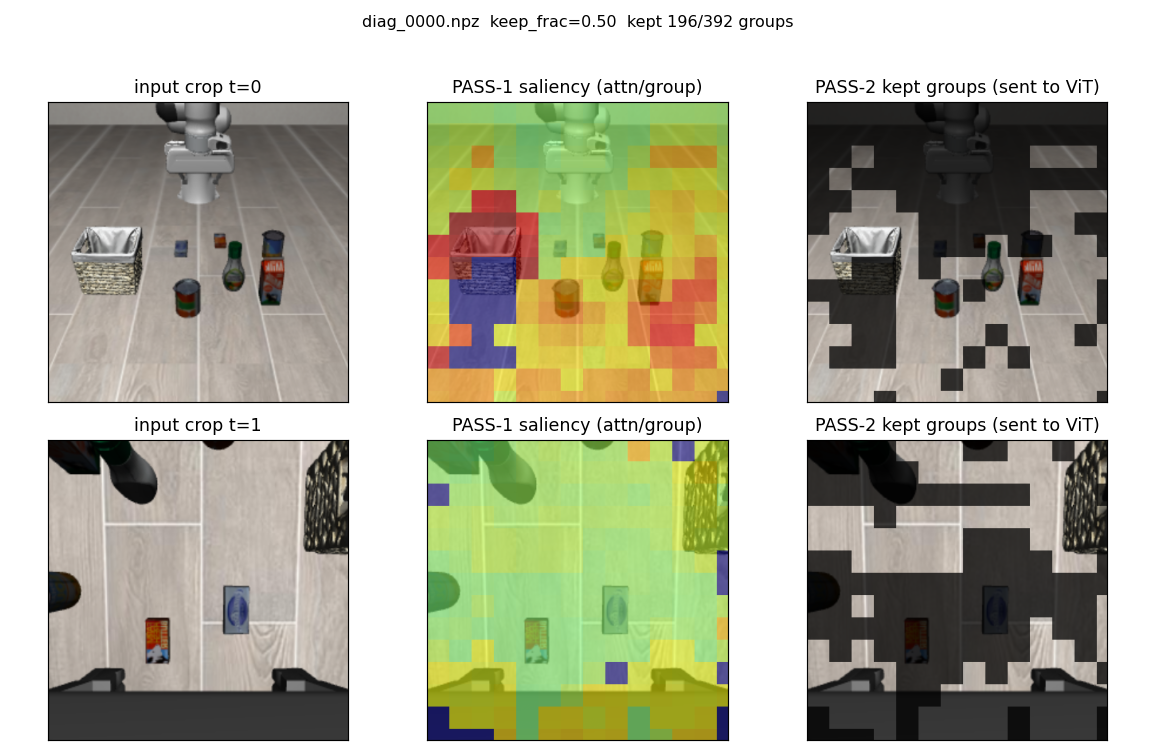 diag_0000.npz  keep_frac=0.50  kept 196/392 groups
input crop t=0
PASS-1 saliency (attn/group)
PASS-2 kept groups (sent to ViT)
input crop t=1
PASS-1 saliency (attn/group)
PASS-2 kept groups (sent to ViT)